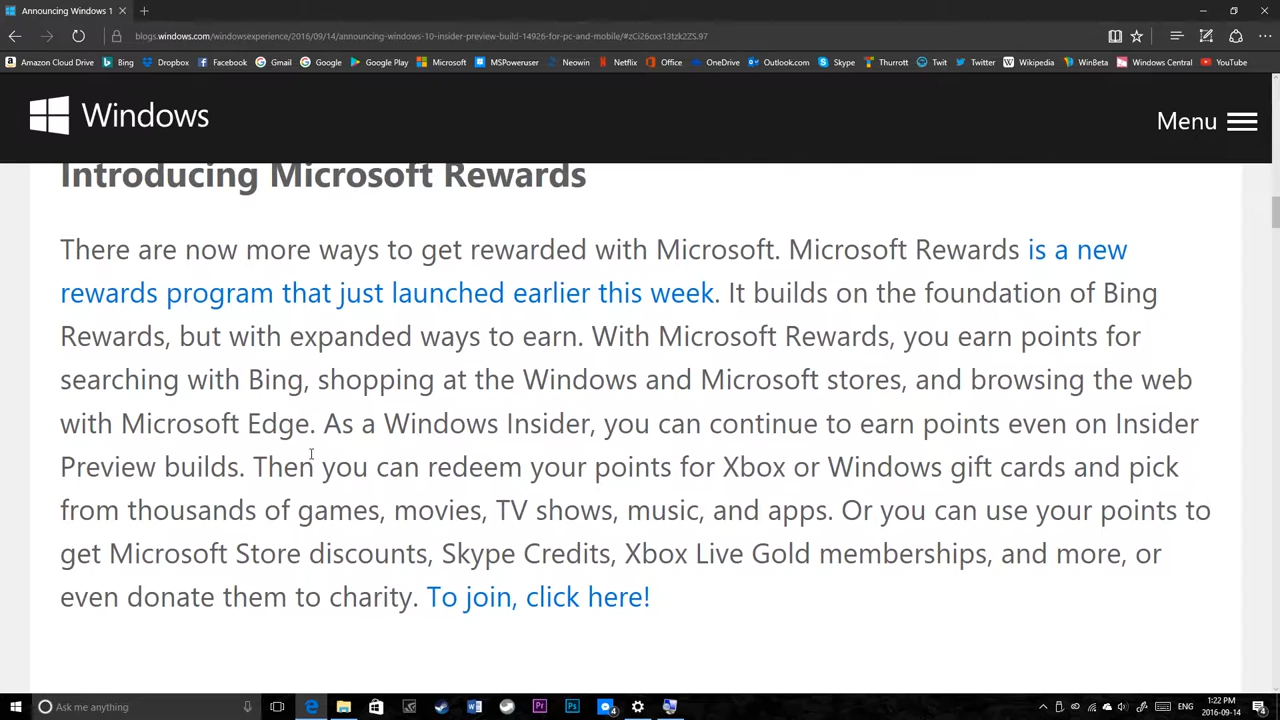 Announcing Windows 1
blogs.windows.com/windowsexperience/2016/09/14/announcing-windows-10-insider-preview-build-14926-for-pc-and-mobile/#zCi26oxs13tzk2ZS.97
Amazon Cloud Drive Bing Dropbox Facebook Gmail Google Google Play Microsoft MSPoweruser Neowin Netflix Office OneDrive Outlook.com Skype Thurrott Twit Twitter Wikipedia WinBeta Windows Central YouTube
Windows
Menu
Introducing Microsoft Rewards
There are now more ways to get rewarded with Microsoft. Microsoft Rewards is a new
rewards program that just launched earlier this week. It builds on the foundation of Bing
Rewards, but with expanded ways to earn. With Microsoft Rewards, you earn points for
searching with Bing, shopping at the Windows and Microsoft stores, and browsing the web
with Microsoft Edge. As a Windows Insider, you can continue to earn points even on Insider
Preview builds. Then you can redeem your points for Xbox or Windows gift cards and pick
from thousands of games, movies, TV shows, music, and apps. Or you can use your points to
get Microsoft Store discounts, Skype Credits, Xbox Live Gold memberships, and more, or
even donate them to charity. To join, click here!
Ask me anything
Pr
Ps
4
ENG
1:22 PM
2016-09-14
4